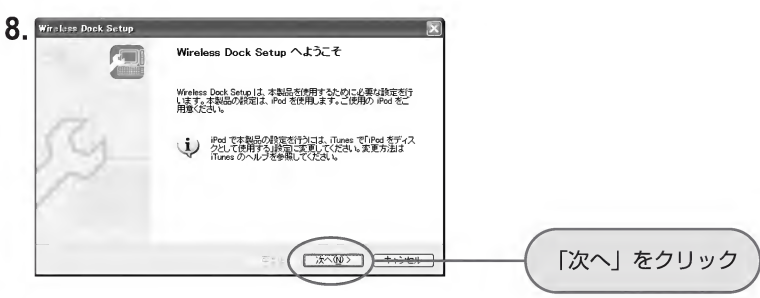 8.
Wireless Dock Setup
Wireless Dock Setup へようこそ
Wireless Dock Setup は、本製品を使用するために必要な設定を行
います。本製品の設定は、iPod を使用します。ご使用の iPod をご
用意ください。
iPod で本製品の設定を行うには、iTunes で「iPod をディス
クとして使用する」設定に変更してください。変更方法は
iTunes のヘルプを参照してください。
次へ(N) >
キャンセル
「次へ」をクリック